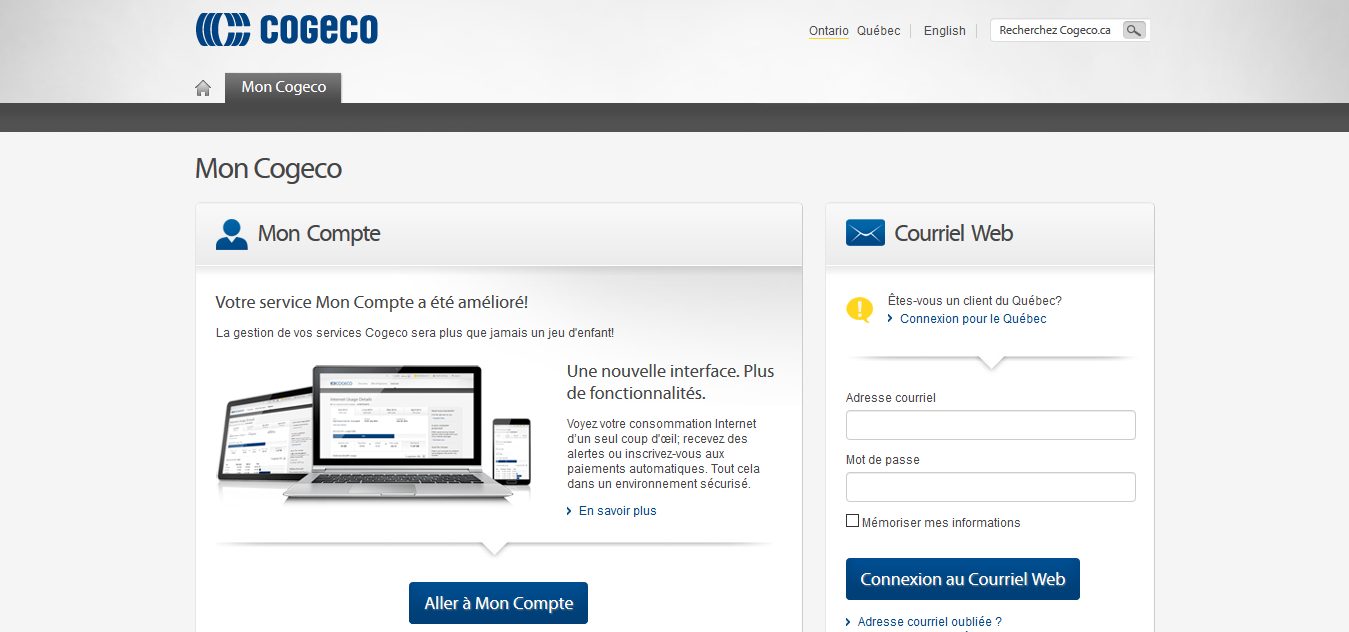 COGECO
Ontario Québec English Recherchez Cogeco.ca
Mon Cogeco
Mon Cogeco
Mon Compte
Votre service Mon Compte a été amélioré!
La gestion de vos services Cogeco sera plus que jamais un jeu d'enfant!
COGECO
Internet Usage Details
Une nouvelle interface. Plus
de fonctionnalités.
Voyez votre consommation Internet
d'un seul coup d'œil; recevez des
alertes ou inscrivez-vous aux
paiements automatiques. Tout cela
dans un environnement sécurisé.
En savoir plus
Aller à Mon Compte
Courriel Web
Êtes-vous un client du Québec?
Connexion pour le Québec
Adresse courriel
Mot de passe
Mémoriser mes informations
Connexion au Courriel Web
Adresse courriel oubliée ?